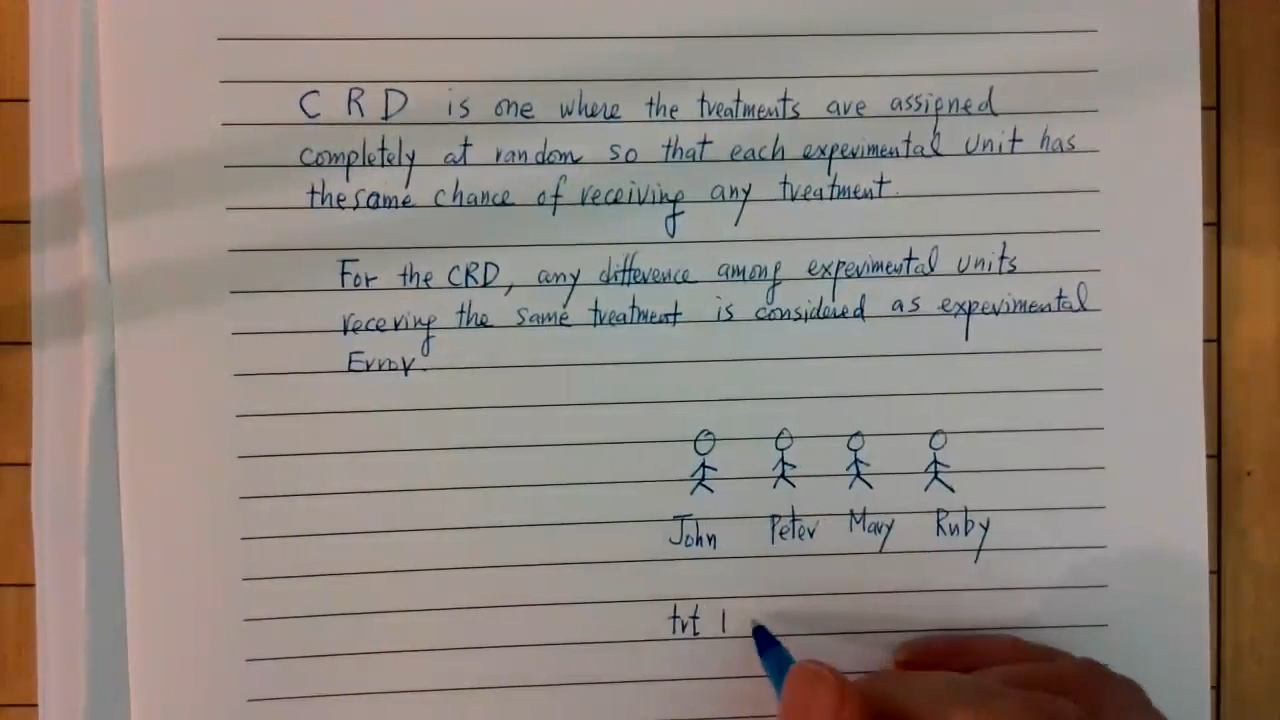 C R D is one where the treatments are assigned
completely at random so that each experimental unit has
the same chance of receiving any treatment.
For the CRD, any difference among experimental units
receving the same treatment is considered as experimental
Error.
John Peter Mary Ruby
trt 1